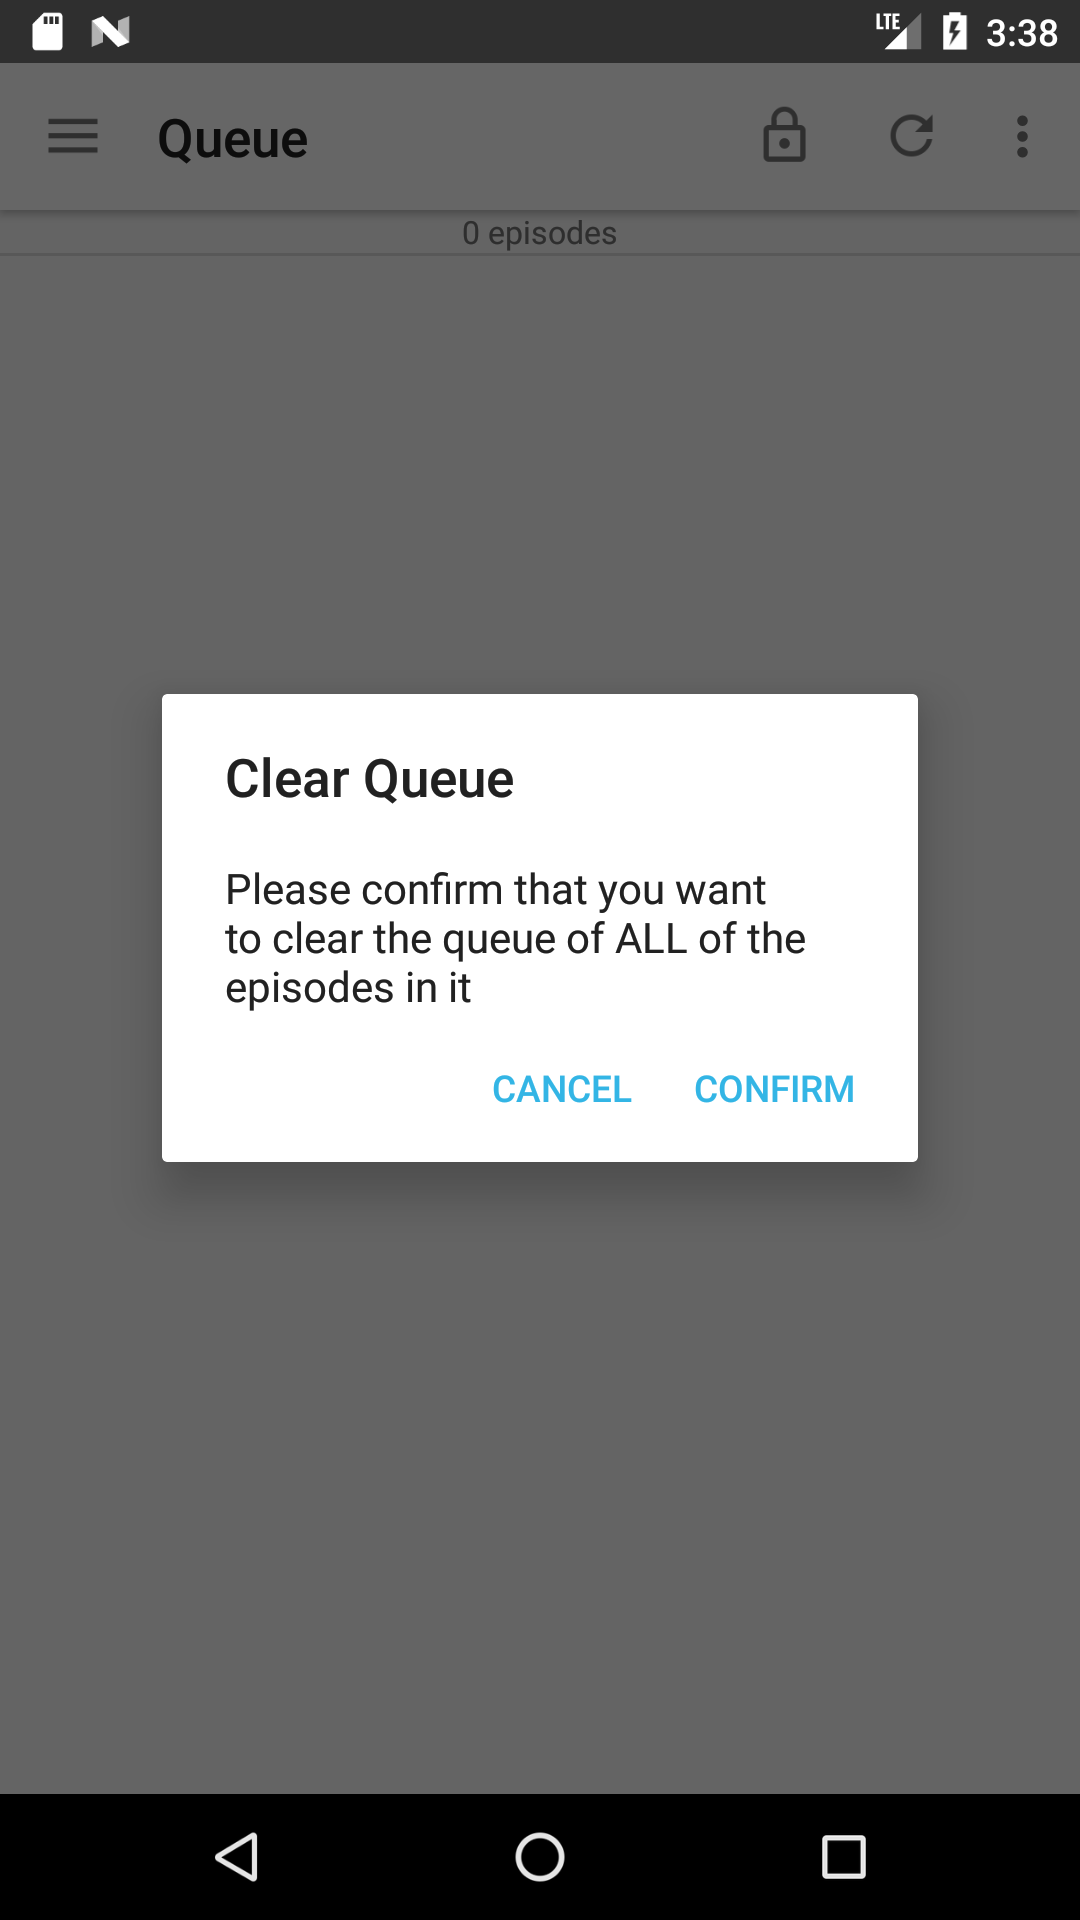 LTE 3:38
Queue
0 episodes
Clear Queue
Please confirm that you want
to clear the queue of ALL of the
episodes in it
CANCEL CONFIRM